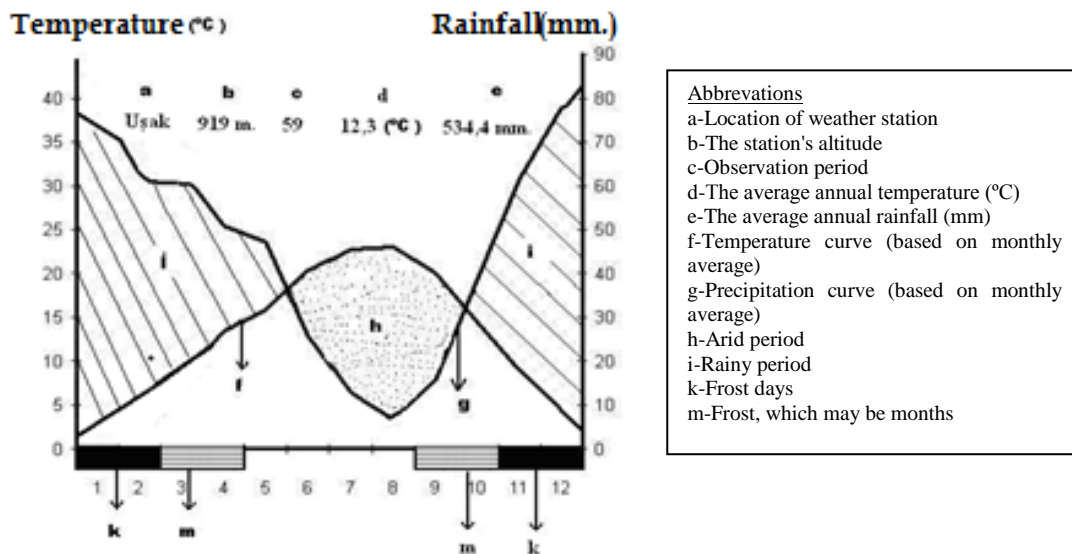 Temperature (ºC) Rainfall(mm.)
90
40 80
35 70
30 60
25 50
20 40
15 30
10 20
5 10
0 0
a b c d e
Uşak 919 m. 59 12,3 (ºC) 534,4 mm.
i i
h
f g
1 2 3 4 5 6 7 8 9 10 11 12
k m m k
Abbrevations
a-Location of weather station
b-The station's altitude
c-Observation period
d-The average annual temperature (ºC)
e-The average annual rainfall (mm)
f-Temperature curve (based on monthly
average)
g-Precipitation curve (based on monthly
average)
h-Arid period
i-Rainy period
k-Frost days
m-Frost, which may be months